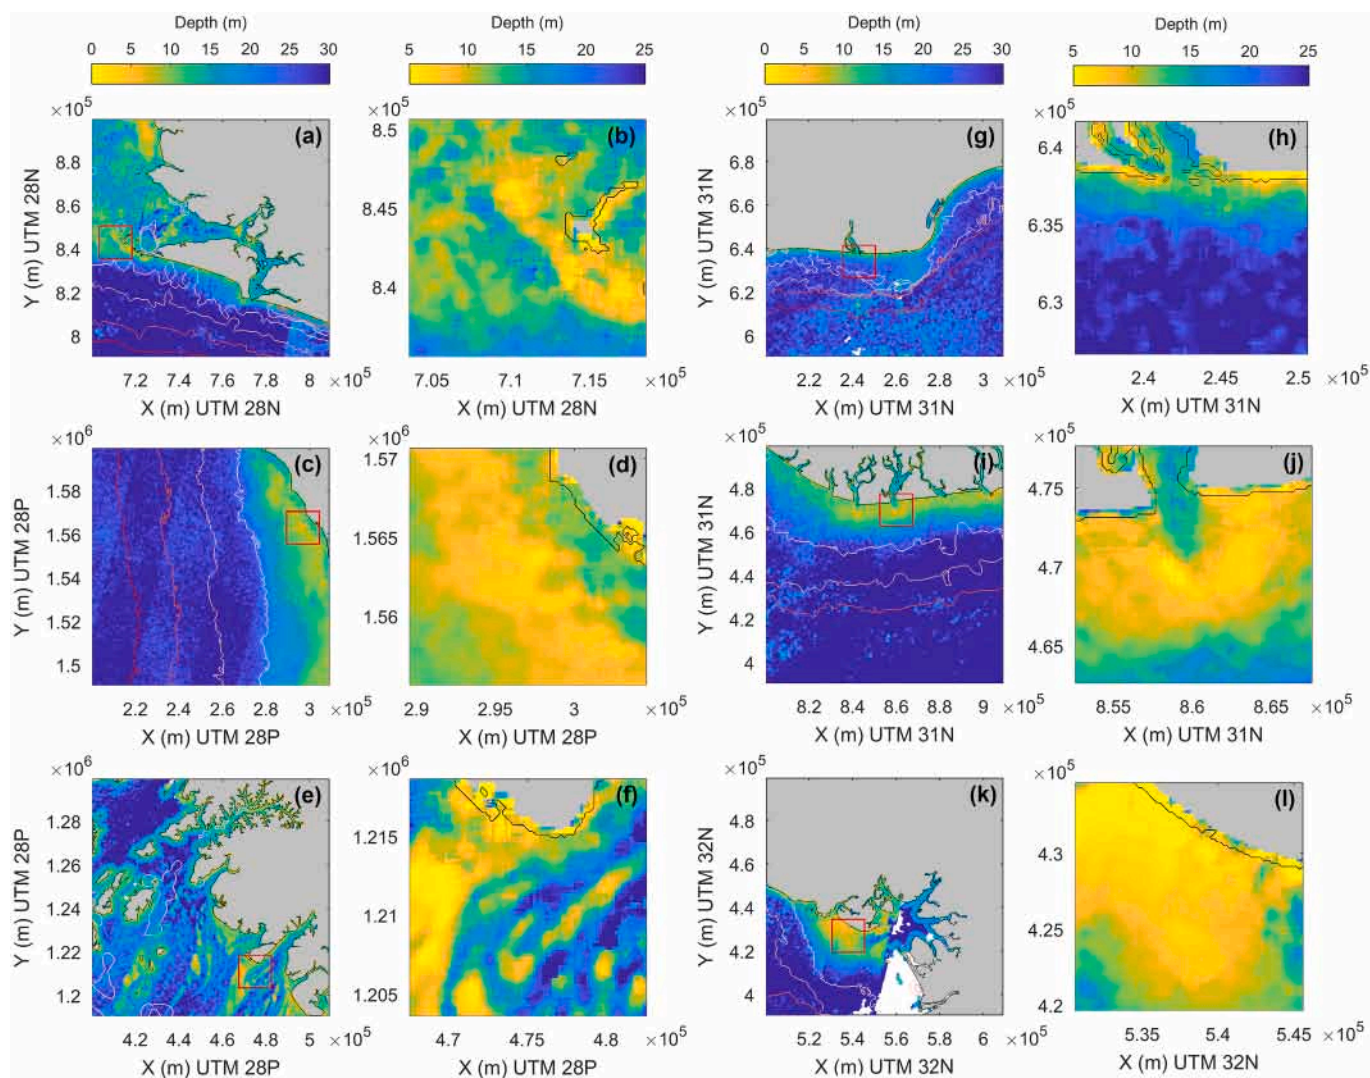 Depth (m) Depth (m) Depth (m) Depth (m)
0 5 10 15 20 25 30 5 10 15 20 25 0 5 10 15 20 25 30 5 10 15 20 25
×10⁵ ×10⁵ ×10⁵ ×10⁵
(a) (b) (g) (h)
Y (m) UTM 28N
8.8
8.6
8.4
8.2
8
7.2 7.4 7.6 7.8 8 ×10⁵
X (m) UTM 28N
8.5
8.45
8.4
7.05 7.1 7.15 ×10⁵
X (m) UTM 28N
Y (m) UTM 31N
6.8
6.6
6.4
6.2
6
2.2 2.4 2.6 2.8 3 ×10⁵
X (m) UTM 31N
6.4
6.35
6.3
2.4 2.45 2.5 ×10⁵
X (m) UTM 31N
×10⁶ ×10⁶ ×10⁵ ×10⁵
(c) (d) (i) (j)
Y (m) UTM 28P
1.58
1.56
1.54
1.52
1.5
2.2 2.4 2.6 2.8 3 ×10⁵
X (m) UTM 28P
1.57
1.565
1.56
2.9 2.95 3 ×10⁵
X (m) UTM 28P
Y (m) UTM 31N
4.8
4.6
4.4
4.2
4
8.2 8.4 8.6 8.8 9 ×10⁵
X (m) UTM 31N
4.75
4.7
4.65
8.55 8.6 8.65 ×10⁵
X (m) UTM 31N
×10⁶ ×10⁶ ×10⁵ ×10⁵
(e) (f) (k) (l)
Y (m) UTM 28P
1.28
1.26
1.24
1.22
1.2
4.2 4.4 4.6 4.8 5 ×10⁵
X (m) UTM 28P
1.215
1.21
1.205
4.7 4.75 4.8 ×10⁵
X (m) UTM 28P
Y (m) UTM 32N
4.8
4.6
4.4
4.2
4
5.2 5.4 5.6 5.8 6 ×10⁵
X (m) UTM 32N
4.3
4.25
4.2
5.35 5.4 5.45 ×10⁵
X (m) UTM 32N